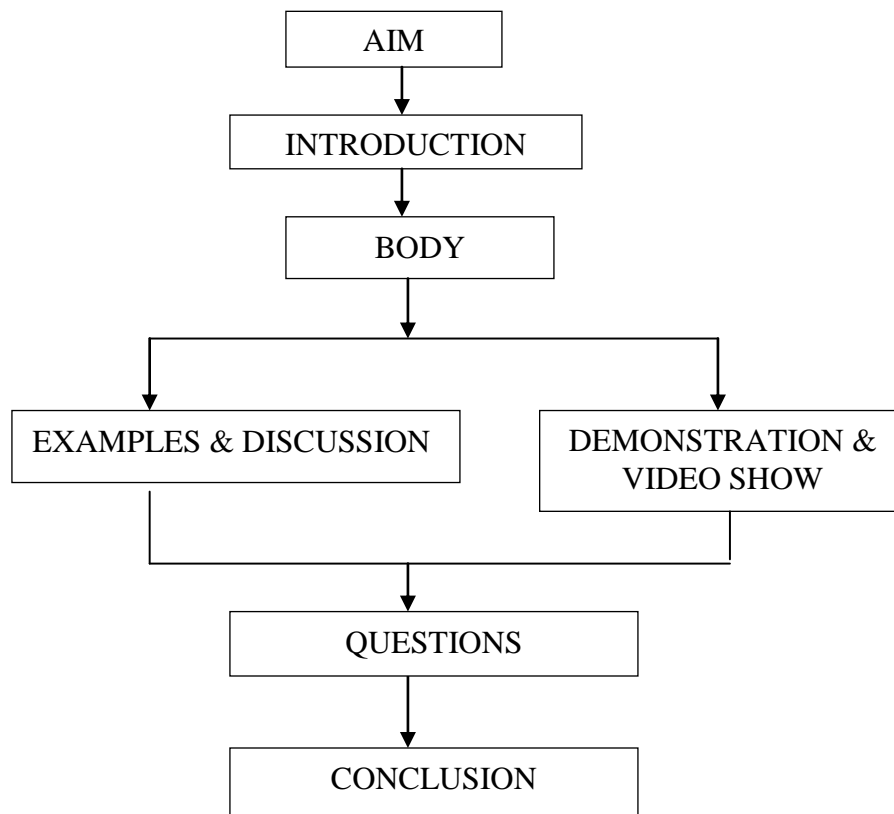 AIM
INTRODUCTION
BODY
EXAMPLES & DISCUSSION
DEMONSTRATION &
VIDEO SHOW
QUESTIONS
CONCLUSION